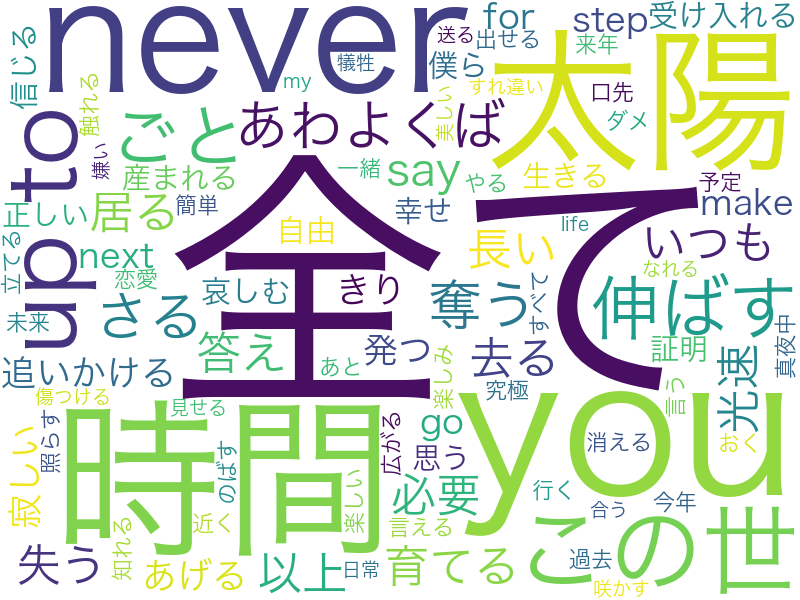 never
for
step
受け入れる
送る
出せる
来年
信じる
my
犠牲
僕ら
すれ違い
口先
太陽
触れる
あわよくば
美しい
ダメ
up to
ごと
嫌い
産まれる
一緒
say
やる
生きる
予定
正しい
居る
簡単
自由
幸せ
make
全て
立てる
next
恋愛
哀しむ
きり
長い
life
いつも
なれる
未来
さる
奪う
すくって
伸ばす
真夜中
追いかける
答え
あと
発つ
去る
証明
光速
傷つける
見せる
楽しみ
究極
言う
寂しい
照らす
時間
のばす
広がる
go
思う
you
消える
おく
知れる
近く
楽しい
必要
言える
行く
合う
今年
この世
失う
あげる
以上
日常
育てる
過去
咲かす